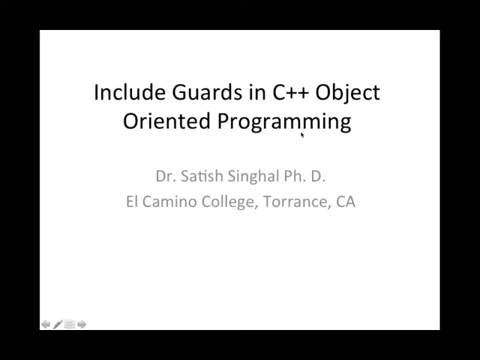 Include Guards in C++ Object
Oriented Programming
Dr. Satish Singhal Ph. D.
El Camino College, Torrance, CA